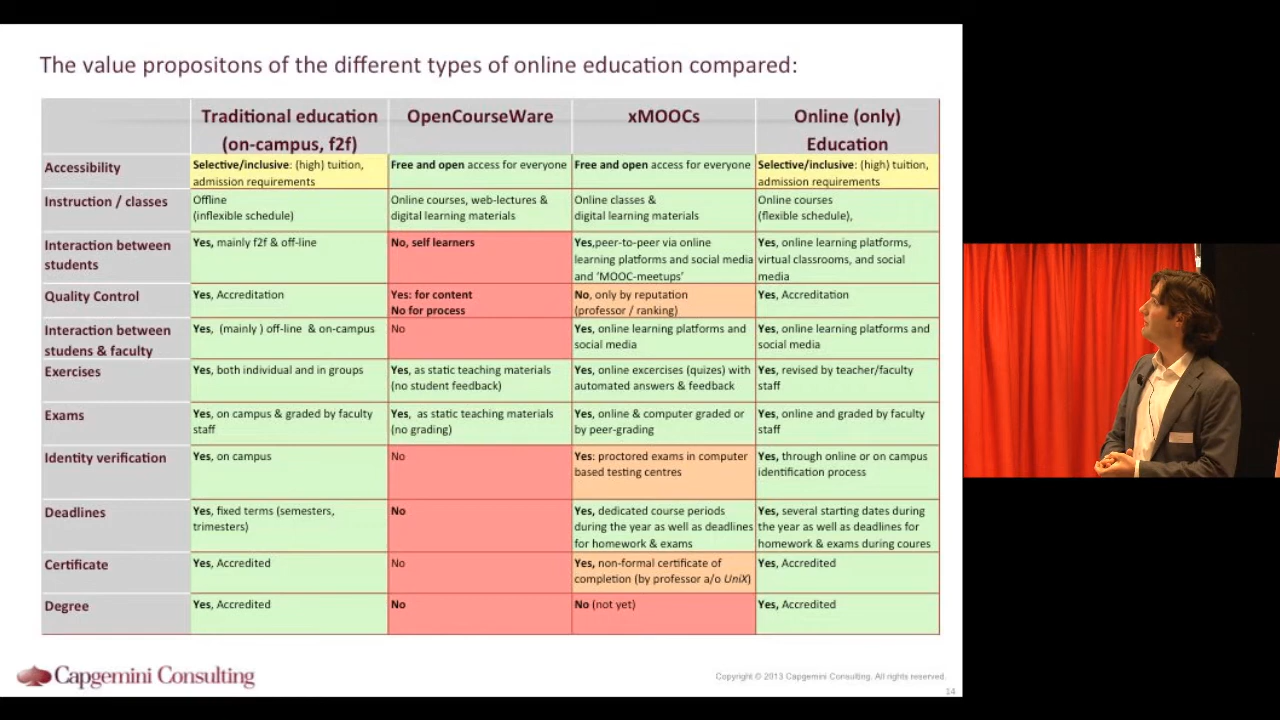 The value propositons of the different types of online education compared:
Traditional education
(on-campus, f2f)
OpenCourseWare
xMOOCs
Online (only)
Education
Accessibility
Selective/inclusive: (high) tuition,
admission requirements
Free and open access for everyone
Free and open access for everyone
Selective/inclusive: (high) tuition,
admission requirements
Instruction / classes
Offline
(inflexible schedule)
Online courses, web-lectures &
digital learning materials
Online classes &
digital learning materials
Online courses
(flexible schedule),
Interaction between
students
Yes, mainly f2f & off-line
No, self learners
Yes,peer-to-peer via online
learning platforms and social media
and ‘MOOC-meetups’
Yes, online learning platforms,
virtual classrooms, and social
media
Quality Control
Yes, Accreditation
Yes: for content
No for process
No, only by reputation
(professor / ranking)
Yes, Accreditation
Interaction between
studens & faculty
Yes, (mainly ) off-line & on-campus
No
Yes, online learning platforms and
social media
Yes, online learning platforms and
social media
Exercises
Yes, both individual and in groups
Yes, as static teaching materials
(no student feedback)
Yes, online excercises (quizes) with
automated answers & feedback
Yes, revised by teacher/faculty
staff
Exams
Yes, on campus & graded by faculty
staff
Yes, as static teaching materials
(no grading)
Yes, online & computer graded or
by peer-grading
Yes, online and graded by faculty
staff
Identity verification
Yes, on campus
No
Yes: proctored exams in computer
based testing centres
Yes, through online or on campus
identification process
Deadlines
Yes, fixed terms (semesters,
trimesters)
No
Yes, dedicated course periods
during the year as well as deadlines
for homework & exams
Yes, several starting dates during
the year as well as deadlines for
homework & exams during coures
Certificate
Yes, Accredited
No
Yes, non-formal certificate of
completion (by professor a/o UniX)
Yes, Accredited
Degree
Yes, Accredited
No
No (not yet)
Yes, Accredited
Capgemini Consulting
Copyright © 2013 Capgemini Consulting. All rights reserved.
14